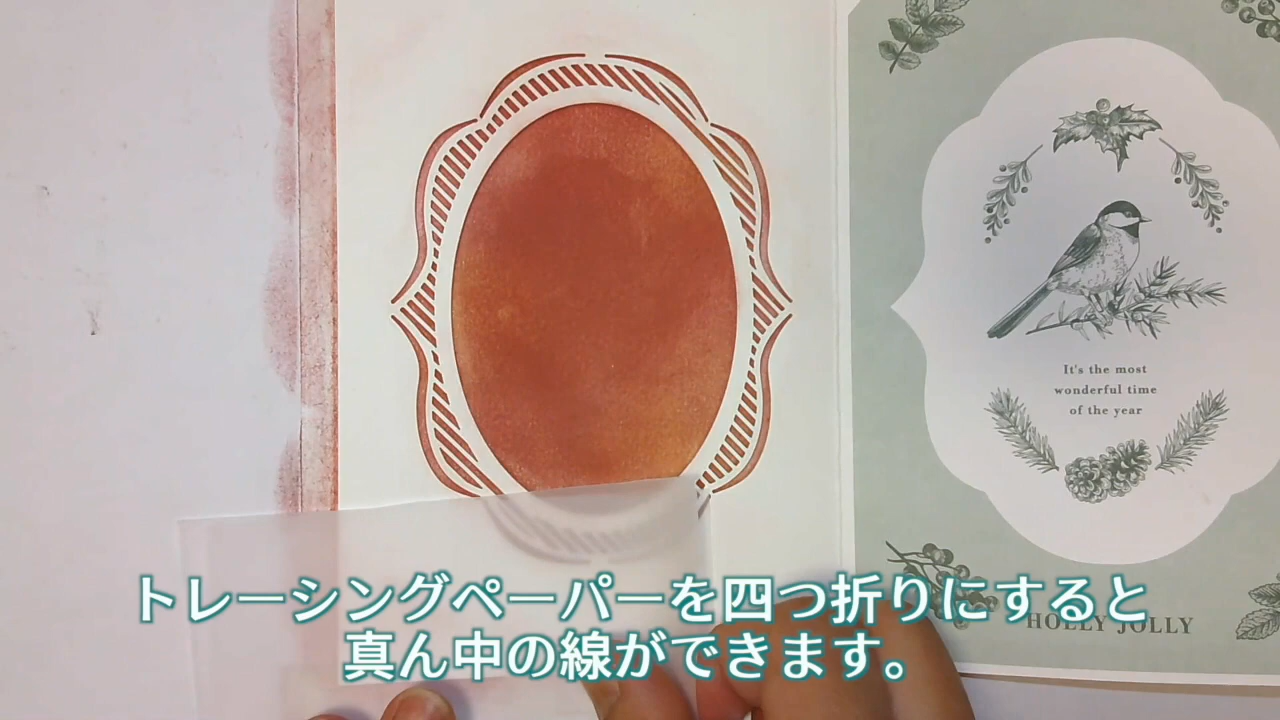 It's the most
wonderful time
of the year
HOLLY JOLLY
トレーシングペーパーを四つ折りにすると
真ん中の線ができます。